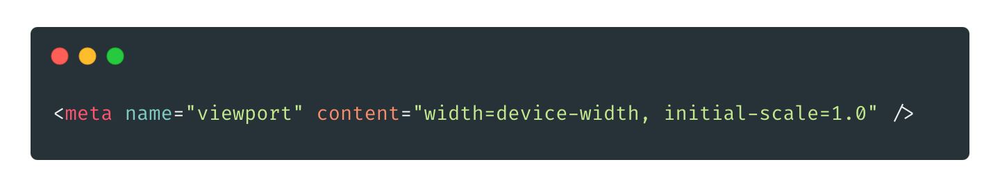 <meta name="viewport" content="width=device-width, initial-scale=1.0" />